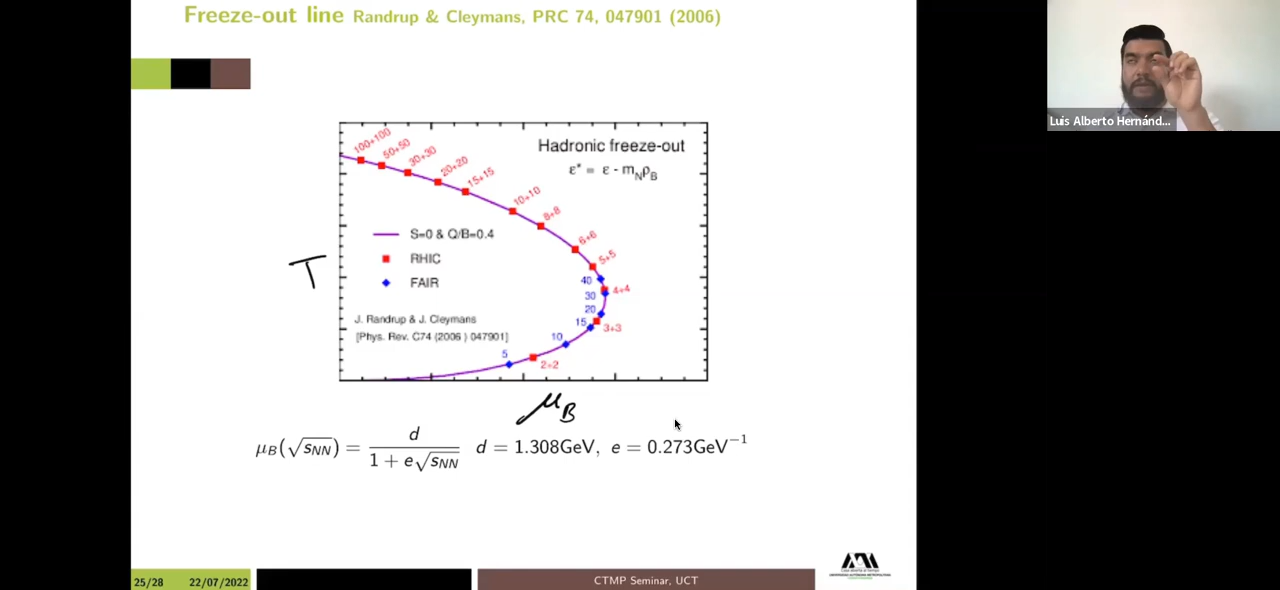 Freeze-out line Randrup & Cleymans, PRC 74, 047901 (2006)
Luis Alberto Hernánd...
Hadronic freeze-out
ε* = ε - m_Nρ_B
100+100
50+50
30+30
20+20
15+15
10+10
8+8
6+6
5+5
40
4+4
30
20
15
3+3
10
5
2+2
S=0 & Q/B=0.4
RHIC
FAIR
J. Randrup & J. Cleymans
[Phys. Rev. C74 (2006 ) 047901]
T
μ_B
μ_B(√s_NN) = d / (1 + e√s_NN) d = 1.308GeV, e = 0.273GeV⁻¹
25/28 22/07/2022
CTMP Seminar, UCT